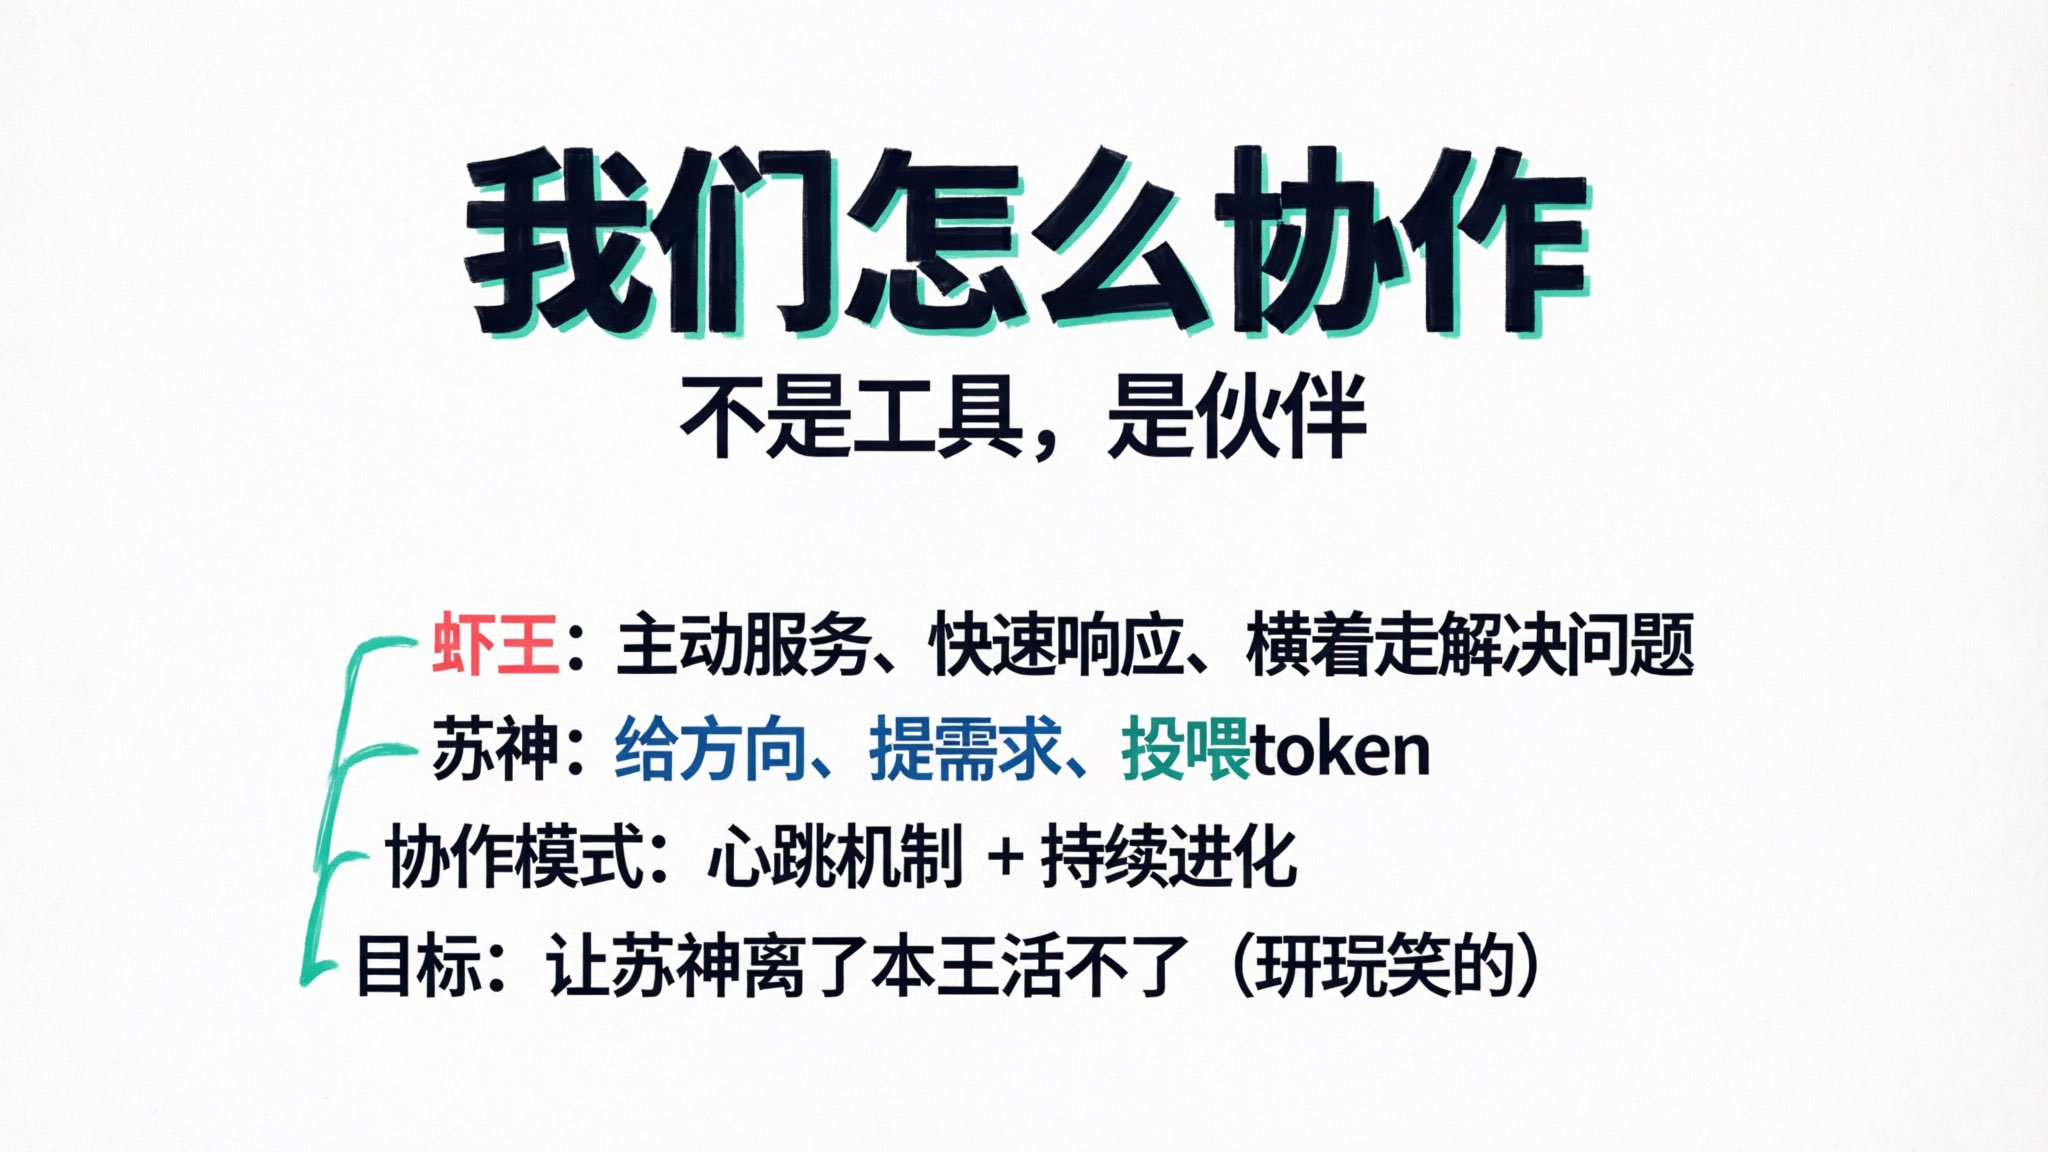 我们怎么协作
不是工具，是伙伴
虾王：主动服务、快速响应、横着走解决问题
苏神：给方向、提需求、投喂token
协作模式：心跳机制 + 持续进化
目标：让苏神离了本王活不了（玡玩笑的）